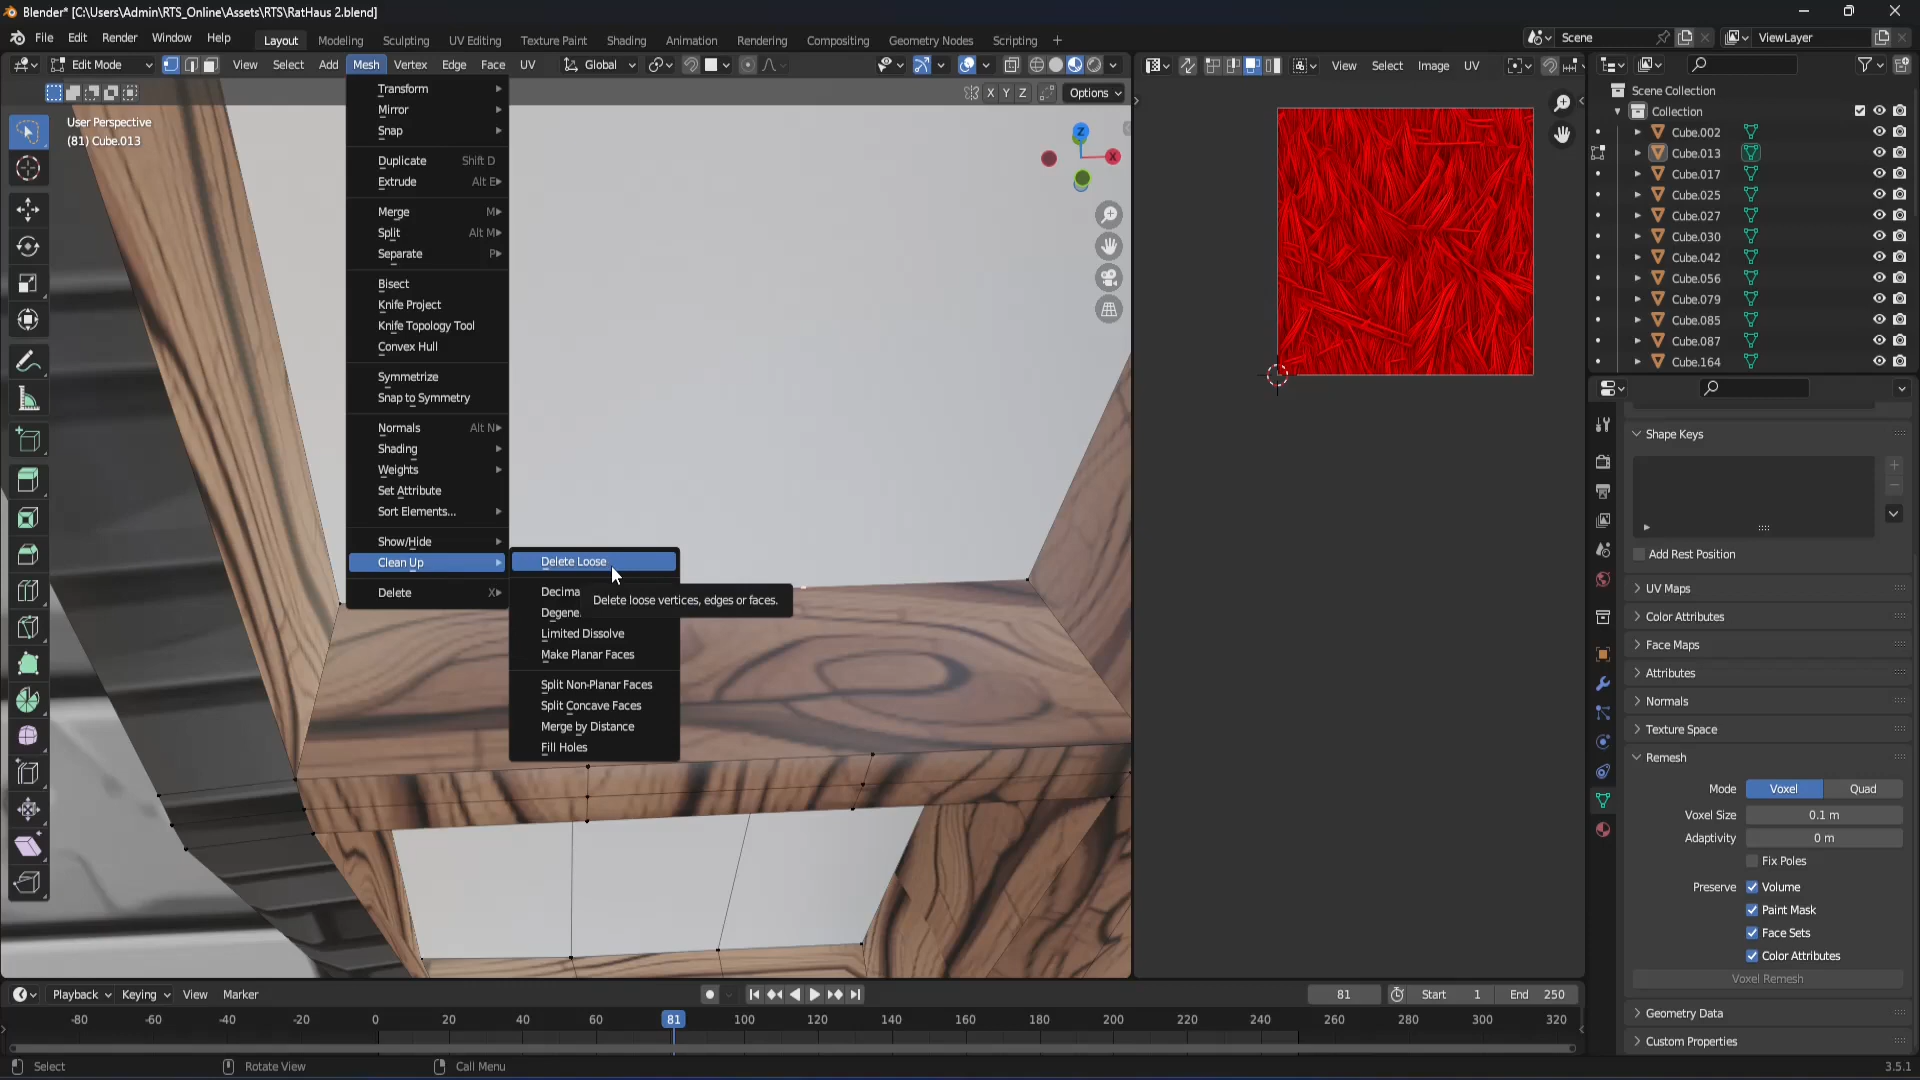 Blender* [C:\Users\Admin\RTS_Online\Assets\RTS\RatHaus 2.blend]
File Edit Render Window Help Layout Modeling Sculpting UV Editing Texture Paint Shading Animation Rendering Compositing Geometry Nodes Scripting + Scene ViewLayer
Edit Mode View Select Add Mesh Vertex Edge Face UV Global View Select Image UV
X Y Z Options
User Perspective
(81) Cube.013
Z
X
Transform
Mirror
Snap
Duplicate Shift D
Extrude Alt E
Merge M
Split Alt M
Separate P
Bisect
Knife Project
Knife Topology Tool
Convex Hull
Symmetrize
Snap to Symmetry
Normals Alt N
Shading
Weights
Set Attribute
Sort Elements...
Show/Hide
Clean Up
Delete X
Delete Loose
Decima
Degene
Limited Dissolve
Make Planar Faces
Split Non-Planar Faces
Split Concave Faces
Merge by Distance
Fill Holes
Delete loose vertices, edges or faces.
Scene Collection
Collection
Cube.002
Cube.013
Cube.017
Cube.025
Cube.027
Cube.030
Cube.042
Cube.056
Cube.079
Cube.085
Cube.087
Cube.164
Shape Keys
Add Rest Position
UV Maps
Color Attributes
Face Maps
Attributes
Normals
Texture Space
Remesh
Mode Voxel Quad
Voxel Size 0.1 m
Adaptivity 0 m
Fix Poles
Preserve Volume
Paint Mask
Face Sets
Color Attributes
Voxel Remesh
Geometry Data
Custom Properties
Playback Keying View Marker 81 Start 1 End 250
-80 -60 -40 -20 0 20 40 60 81 100 120 140 160 180 200 220 240 260 280 300 320
Select Rotate View Call Menu 3.5.1